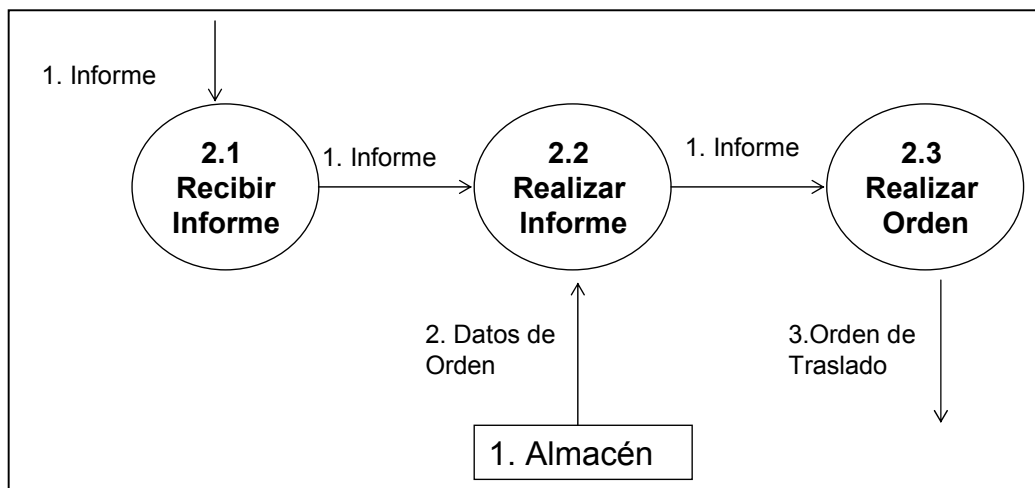 1. Informe
2.1
Recibir
Informe
1. Informe
2.2
Realizar
Informe
1. Informe
2.3
Realizar
Orden
2. Datos de
Orden
3.Orden de
Traslado
1. Almacén